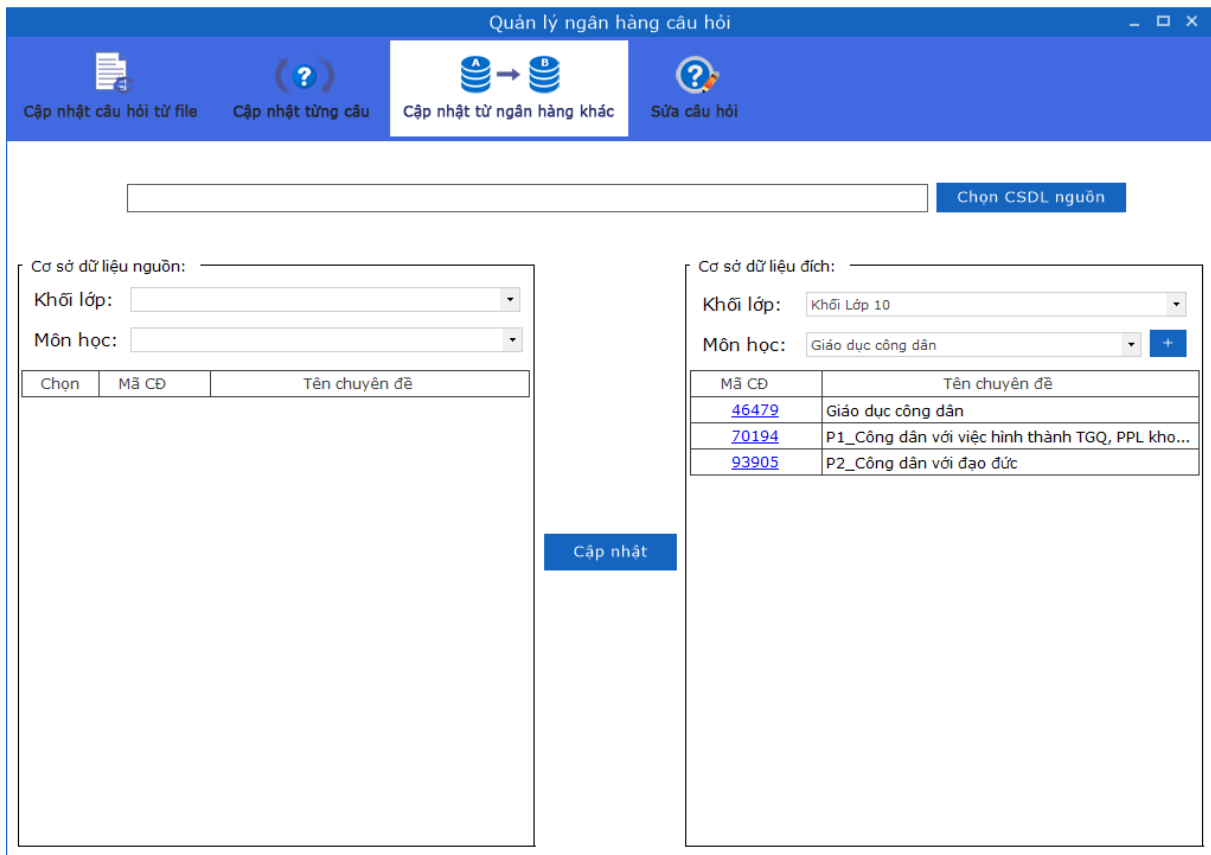 Quản lý ngân hàng câu hỏi
Cập nhật câu hỏi từ file
Cập nhật từng câu
A B
Cập nhật từ ngân hàng khác
Sửa câu hỏi
Chọn CSDL nguồn
Cơ sở dữ liệu nguồn:
Khối lớp:
Môn học:
Chọn Mã CĐ Tên chuyên đề
Cập nhật
Cơ sở dữ liệu đích:
Khối lớp: Khối Lớp 10
Môn học: Giáo dục công dân +
Mã CĐ Tên chuyên đề
46479 Giáo dục công dân
70194 P1_Công dân với việc hình thành TGQ, PPL kho...
93905 P2_Công dân với đạo đức